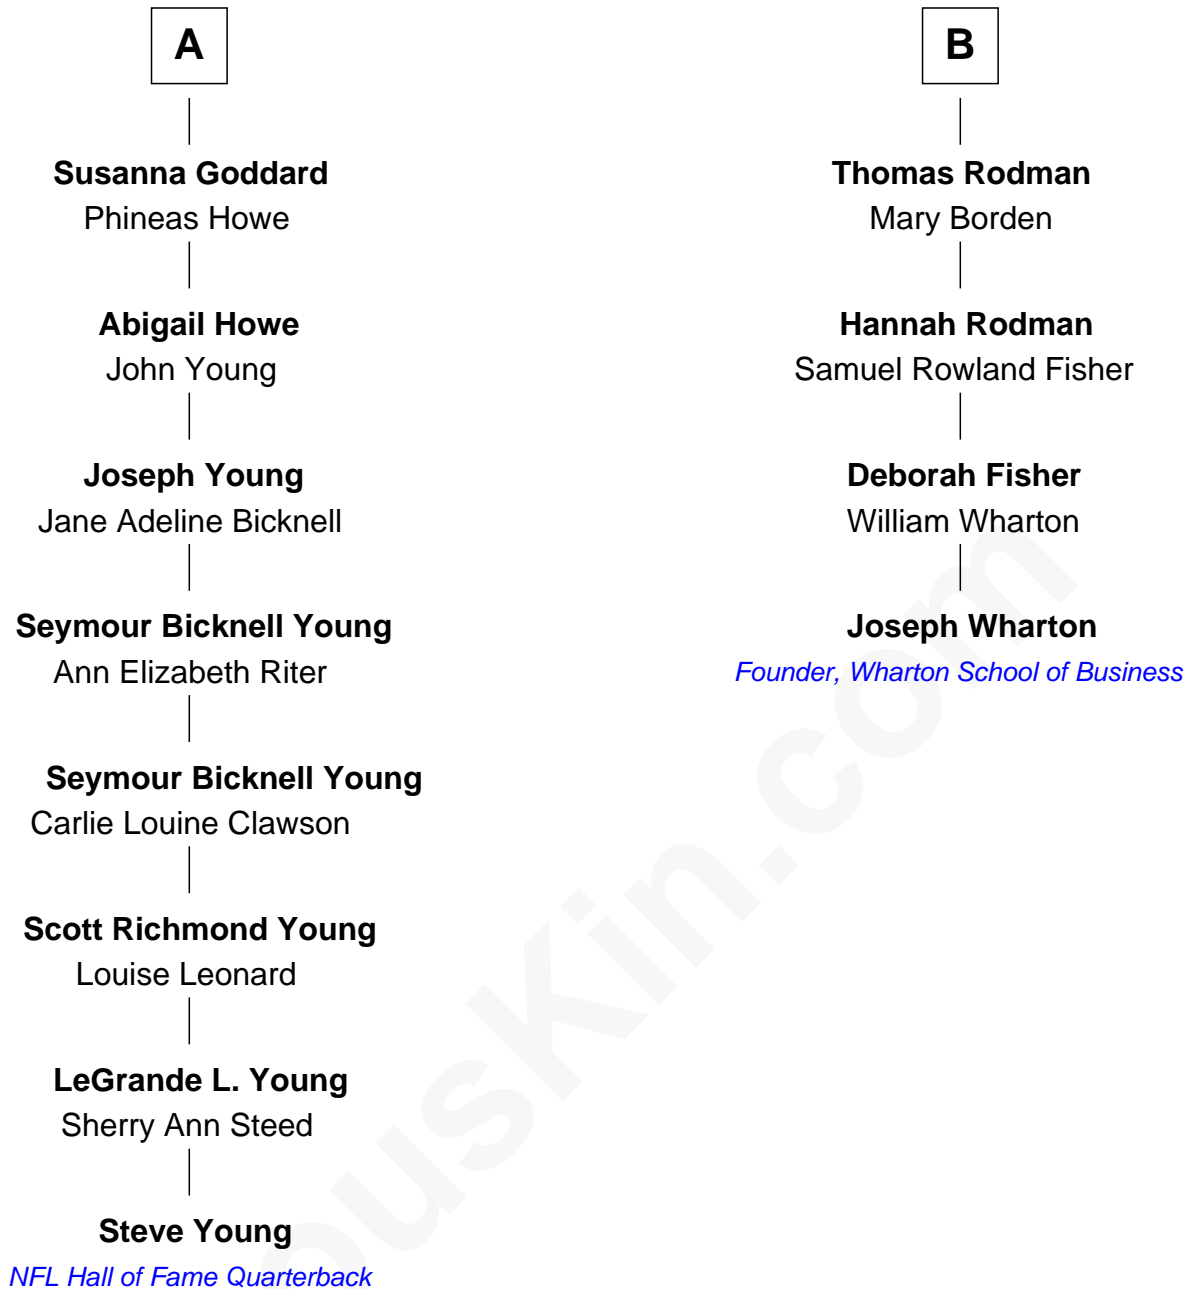 A
Susanna Goddard
Phineas Howe
Abigail Howe
John Young
Joseph Young
Jane Adeline Bicknell
Seymour Bicknell Young
Ann Elizabeth Riter
Seymour Bicknell Young
Carlie Louine Clawson
Scott Richmond Young
Louise Leonard
LeGrande L. Young
Sherry Ann Steed
Steve Young
NFL Hall of Fame Quarterback
B
Thomas Rodman
Mary Borden
Hannah Rodman
Samuel Rowland Fisher
Deborah Fisher
William Wharton
Joseph Wharton
Founder, Wharton School of Business
ousKin.com